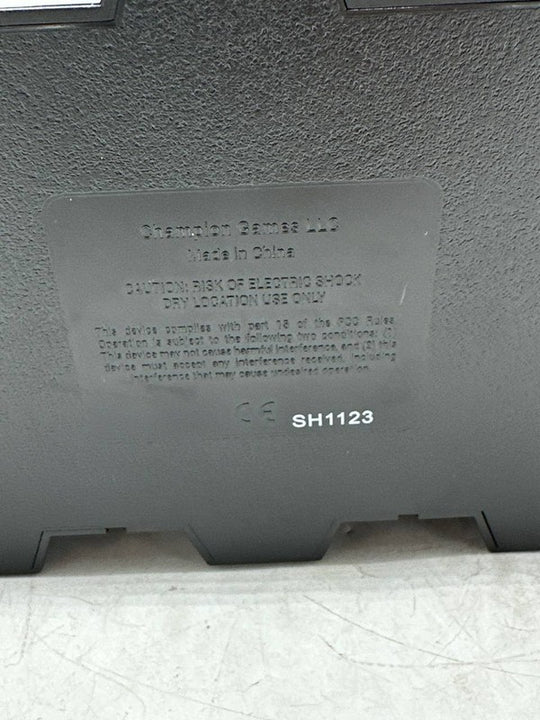 Champion Games LLC
Made in China
CAUTION: RISK OF ELECTRIC SHOCK
DRY LOCATION USE ONLY
This device complies with part 15 of the FCC Rules
Operation is subject to the following two conditions: (1)
This device may not cause harmful interference, and (2) this
device must accept any interference received, including
interference that may cause undesired operation.
CE SH1123